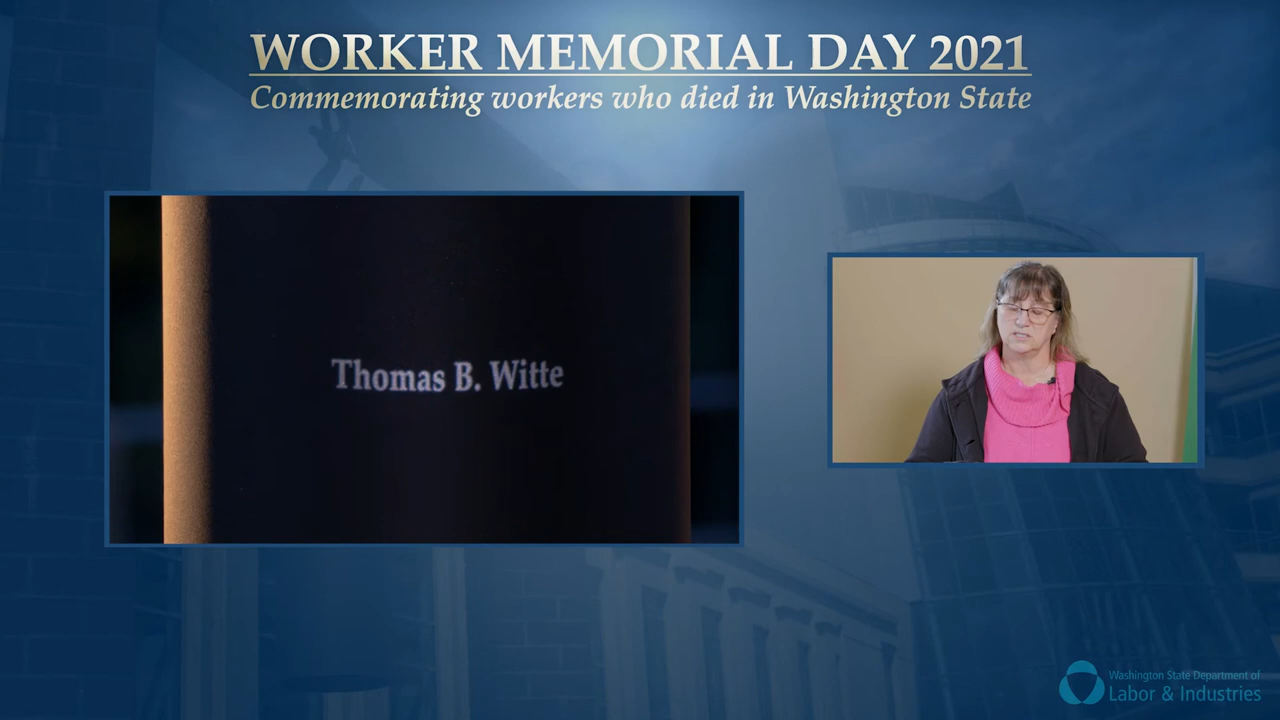 WORKER MEMORIAL DAY 2021
Commemorating workers who died in Washington State
Thomas B. Witte
Washington State Department of
Labor & Industries